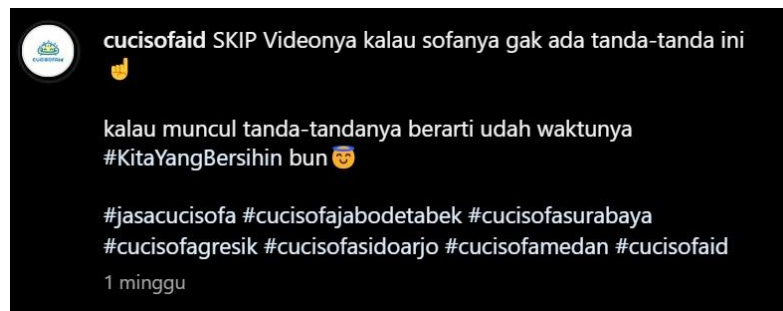 cucisofaid SKIP Videonya kalau sofanya gak ada tanda-tanda ini
☝
kalau muncul tanda-tandanya berarti udah waktunya
#KitaYangBersihin bun😇
#jasacucisofa #cucisofajabodetabek #cucisofasurabaya
#cucisofagresik #cucisofasidoarjo #cucisofamedan #cucisofaid
1 minggu